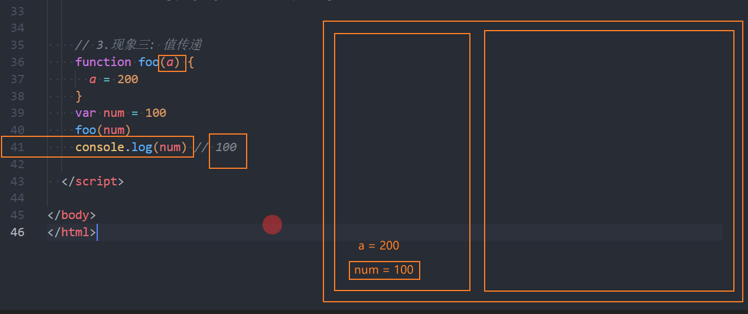 33
34
35 // 3.现象三: 值传递
36 function foo(a) {
37 a = 200
38 }
39 var num = 100
40 foo(num)
41 console.log(num) // 100
42
43 </script>
44
45 </body>
46 </html>
a = 200
num = 100